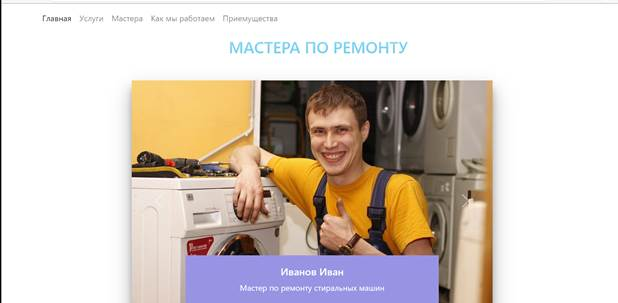 Главная Услуги Мастера Как мы работаем Приемущества
МАСТЕРА ПО РЕМОНТУ
Иванов Иван
Мастер по ремонту стиральных машин